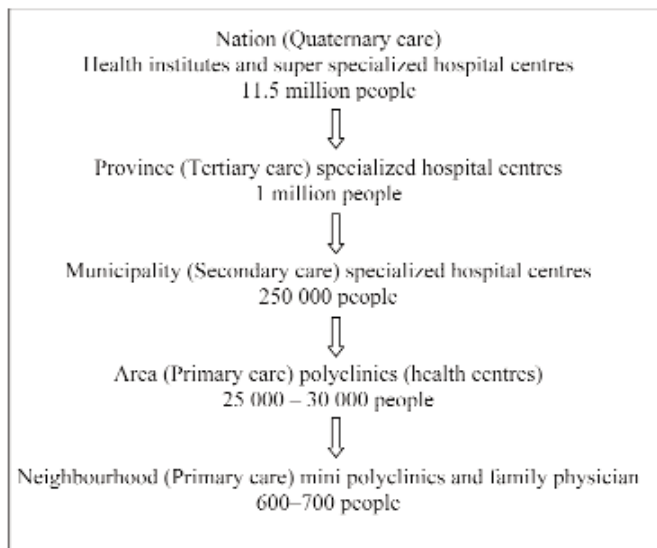 Nation (Quaternary care)
Health institutes and super specialized hospital centres
11.5 million people
Province (Tertiary care) specialized hospital centres
1 million people
Municipality (Secondary care) specialized hospital centres
250 000 people
Area (Primary care) polyclinics (health centres)
25 000 – 30 000 people
Neighbourhood (Primary care) mini polyclinics and family physician
600–700 people